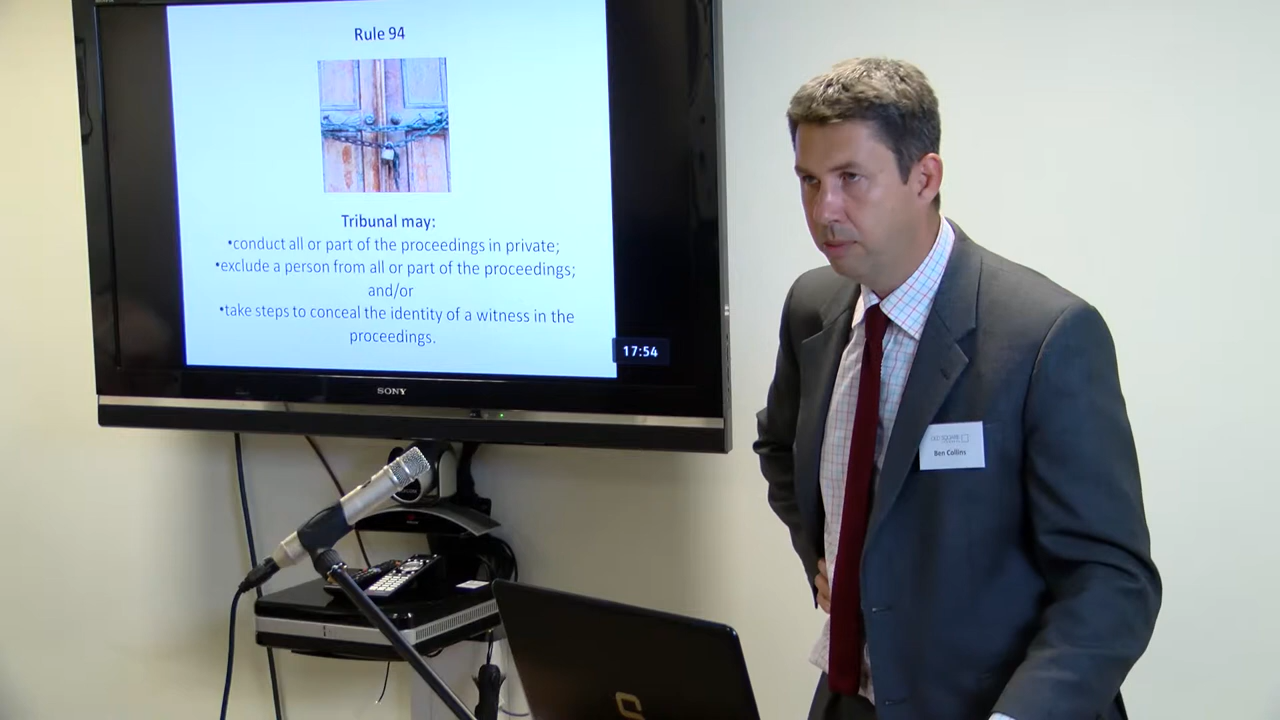 Rule 94
Tribunal may:
•conduct all or part of the proceedings in private;
•exclude a person from all or part of the proceedings;
and/or
•take steps to conceal the identity of a witness in the
proceedings.
17:54
SONY
OLD SQUARE
Ben Collins